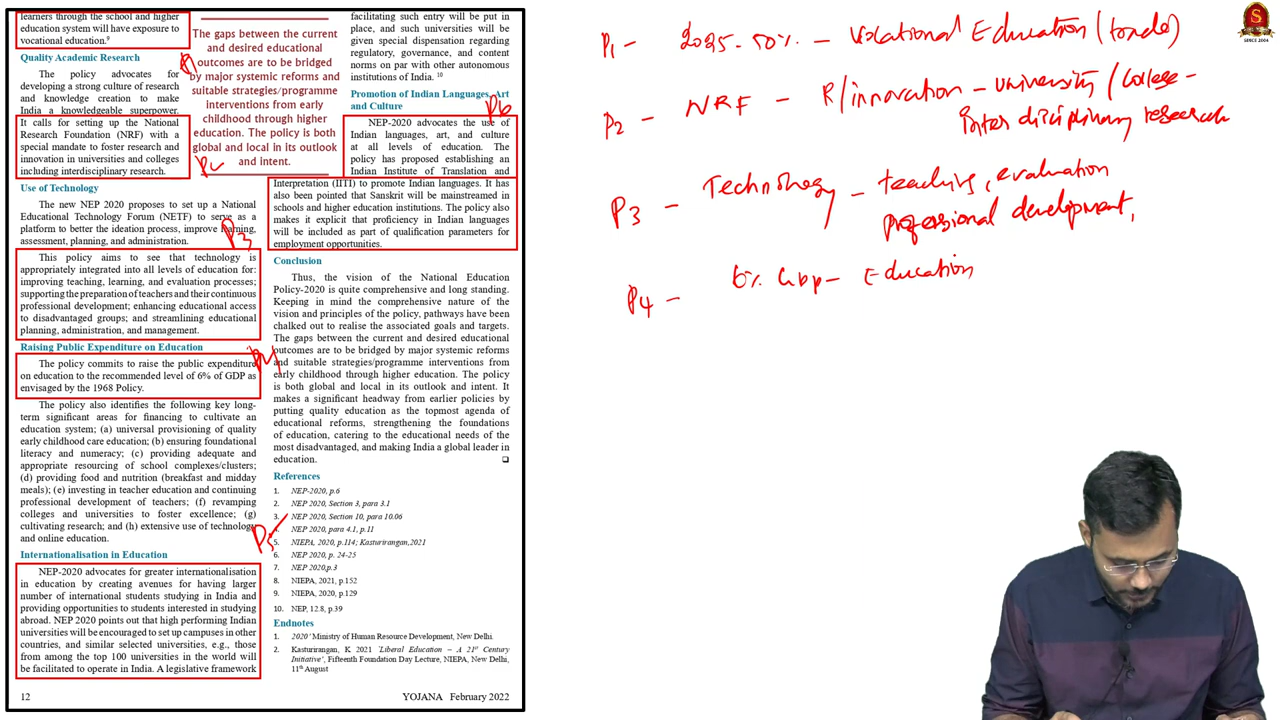 learners through the school and higher
education system will have exposure to
vocational education.⁹
Quality Academic Research
P1
The policy advocates for
developing a strong culture of research
and knowledge creation to make
India a knowledgeable superpower.
It calls for setting up the National
Research Foundation (NRF) with a
special mandate to foster research and
innovation in universities and colleges
including interdisciplinary research.
The gaps between the current
and desired educational
outcomes are to be bridged
by major systemic reforms and
suitable strategies/programme
interventions from early
childhood through higher
education. The policy is both
global and local in its outlook
and intent.
P2
Use of Technology
The new NEP 2020 proposes to set up a National
Educational Technology Forum (NETF) to serve as a
platform to better the ideation process, improve learning,
assessment, planning, and administration.
P3
This policy aims to see that technology is
appropriately integrated into all levels of education for:
improving teaching, learning, and evaluation processes;
supporting the preparation of teachers and their continuous
professional development; enhancing educational access
to disadvantaged groups; and streamlining educational
planning, administration, and management.
Raising Public Expenditure on Education
P4
The policy commits to raise the public expenditure
on education to the recommended level of 6% of GDP as
envisaged by the 1968 Policy.
The policy also identifies the following key long-
term significant areas for financing to cultivate an
education system; (a) universal provisioning of quality
early childhood care education; (b) ensuring foundational
literacy and numeracy; (c) providing adequate and
appropriate resourcing of school complexes/clusters;
(d) providing food and nutrition (breakfast and midday
meals); (e) investing in teacher education and continuing
professional development of teachers; (f) revamping
colleges and universities to foster excellence; (g)
cultivating research; and (h) extensive use of technology
and online education.
P5
Internationalisation in Education
NEP-2020 advocates for greater internationalisation
in education by creating avenues for having larger
number of international students studying in India and
providing opportunities to students interested in studying
abroad. NEP 2020 points out that high performing Indian
universities will be encouraged to set up campuses in other
countries, and similar selected universities, e.g., those
from among the top 100 universities in the world will
be facilitated to operate in India. A legislative framework
facilitating such entry will be put in
place, and such universities will be
given special dispensation regarding
regulatory, governance, and content
norms on par with other autonomous
institutions of India. ¹⁰
Promotion of Indian Languages, Art
and Culture
P6
NEP-2020 advocates the use of
Indian languages, art, and culture
at all levels of education. The
policy has proposed establishing an
Indian Institute of Translation and
Interpretation (IITI) to promote Indian languages. It has
also been pointed that Sanskrit will be mainstreamed in
schools and higher education institutions. The policy also
makes it explicit that proficiency in Indian languages
will be included as part of qualification parameters for
employment opportunities.
Conclusion
Thus, the vision of the National Education
Policy-2020 is quite comprehensive and long standing.
Keeping in mind the comprehensive nature of the
vision and principles of the policy, pathways have been
chalked out to realise the associated goals and targets.
The gaps between the current and desired educational
outcomes are to be bridged by major systemic reforms
and suitable strategies/programme interventions from
early childhood through higher education. The policy
is both global and local in its outlook and intent. It
makes a significant headway from earlier policies by
putting quality education as the topmost agenda of
educational reforms, strengthening the foundations
of education, catering to the educational needs of the
most disadvantaged, and making India a global leader in
education.
References
1. NEP-2020, p.6
2. NEP 2020, Section 3, para 3.1
3. NEP 2020, Section 10, para 10.06
NEP 2020, para 4.1, p.11
5. NIEPA, 2020, p.114; Kasturirangan,2021
6. NEP 2020, p. 24-25
7. NEP 2020,p.3
8. NIEPA, 2021, p.152
9. NIEPA, 2020, p.129
10. NEP, 12.8, p.39
Endnotes
1. 2020' Ministry of Human Resource Development, New Delhi.
2. Kasturirangan, K 2021 'Liberal Education – A 21st Century
Initiative', Fifteenth Foundation Day Lecture, NIEPA, New Delhi,
11th August
12
YOJANA February 2022
P1 - 2025-50% - Vocational Education (trade)
P2 - NRF - R/innovation - university/college -
inter disciplinary research
P3 - Technology - teaching, evaluation
professional development,
P4 - 6% GDP - Education
S
SINCE 2004